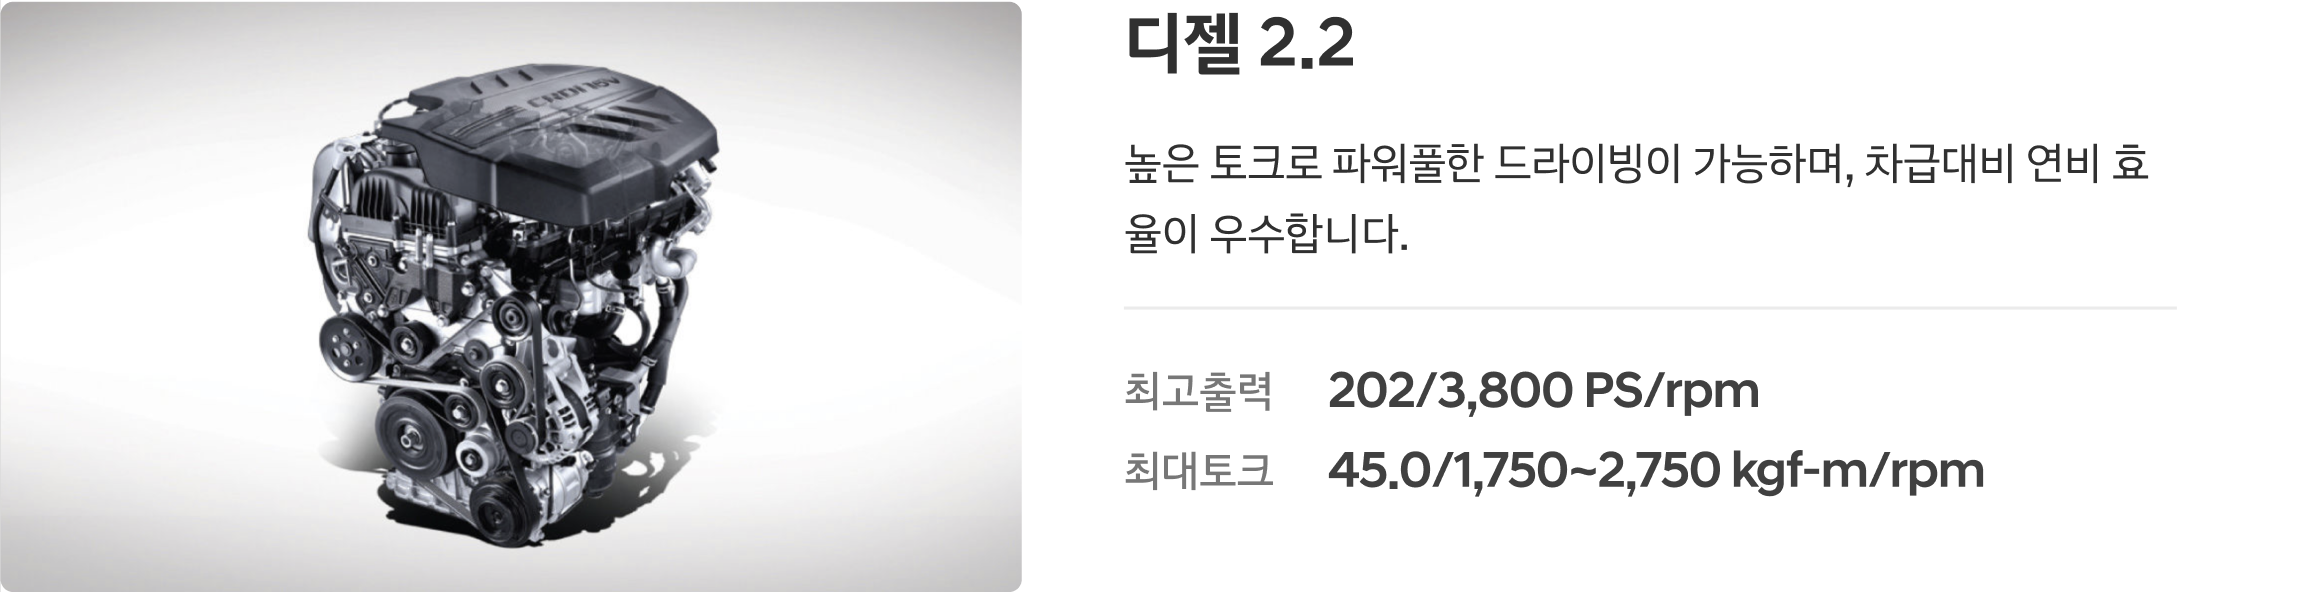 디젤 2.2
높은 토크로 파워풀한 드라이빙이 가능하며, 차급대비 연비 효
율이 우수합니다.
최고출력 202/3,800 PS/rpm
최대토크 45.0/1,750~2,750 kgf-m/rpm